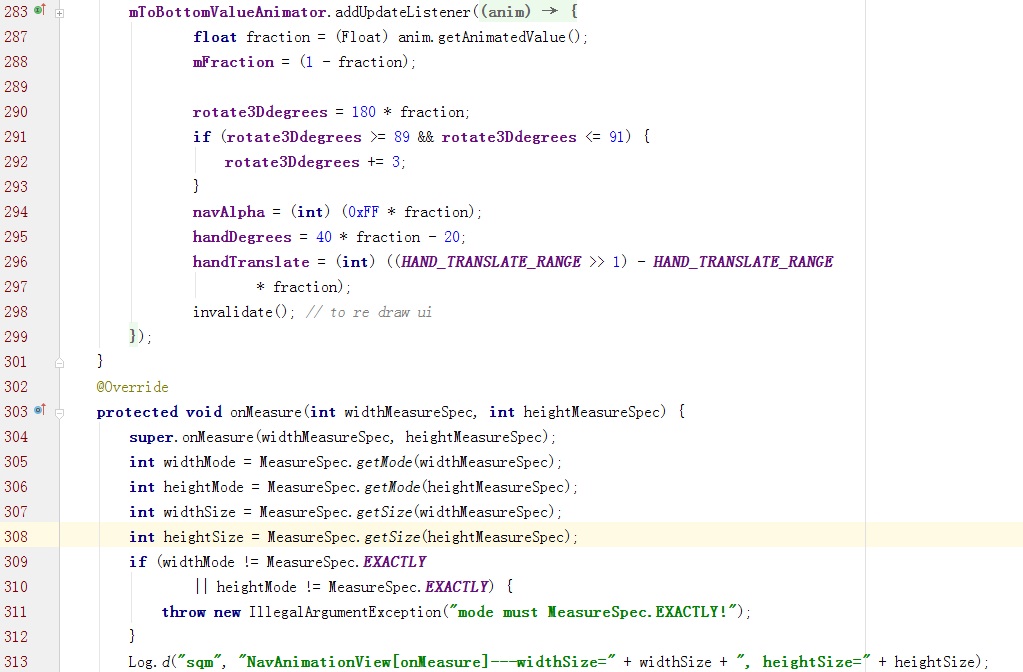 283 mToBottomValueAnimator.addUpdateListener((anim) → {
287 float fraction = (Float) anim.getAnimatedValue();
288 mFraction = (1 - fraction);
289
290 rotate3Ddegrees = 180 * fraction;
291 if (rotate3Ddegrees >= 89 && rotate3Ddegrees <= 91) {
292 rotate3Ddegrees += 3;
293 }
294 navAlpha = (int) (0xFF * fraction);
295 handDegrees = 40 * fraction - 20;
296 handTranslate = (int) ((HAND_TRANSLATE_RANGE >> 1) - HAND_TRANSLATE_RANGE
297 * fraction);
298 invalidate(); // to re draw ui
299 });
301 }
302 @Override
303 protected void onMeasure(int widthMeasureSpec, int heightMeasureSpec) {
304 super.onMeasure(widthMeasureSpec, heightMeasureSpec);
305 int widthMode = MeasureSpec.getMode(widthMeasureSpec);
306 int heightMode = MeasureSpec.getMode(heightMeasureSpec);
307 int widthSize = MeasureSpec.getSize(widthMeasureSpec);
308 int heightSize = MeasureSpec.getSize(heightMeasureSpec);
309 if (widthMode != MeasureSpec.EXACTLY
310 || heightMode != MeasureSpec.EXACTLY) {
311 throw new IllegalArgumentException("mode must MeasureSpec.EXACTLY!");
312 }
313 Log.d("sqm", "NavAnimationView[onMeasure]---widthSize=" + widthSize + ", heightSize=" + heightSize);